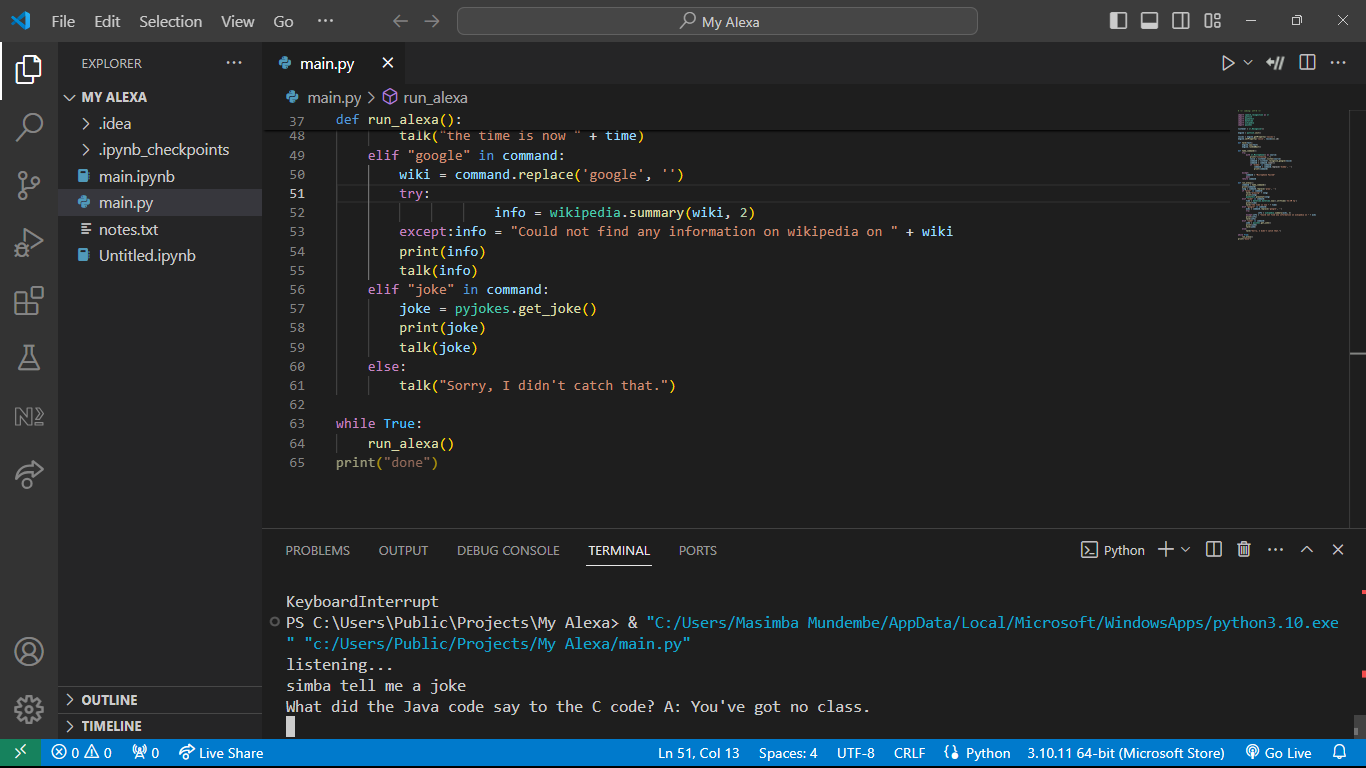 File Edit Selection View Go ··· My Alexa
EXPLORER ···
MY ALEXA
.idea
.ipynb_checkpoints
main.ipynb
main.py
notes.txt
Untitled.ipynb
OUTLINE
TIMELINE
main.py
main.py > run_alexa
37 def run_alexa():
48 talk("the time is now " + time)
49 elif "google" in command:
50 wiki = command.replace('google', '')
51 try:
52 info = wikipedia.summary(wiki, 2)
53 except:info = "Could not find any information on wikipedia on " + wiki
54 print(info)
55 talk(info)
56 elif "joke" in command:
57 joke = pyjokes.get_joke()
58 print(joke)
59 talk(joke)
60 else:
61 talk("Sorry, I didn't catch that.")
62
63 while True:
64 run_alexa()
65 print("done")
PROBLEMS OUTPUT DEBUG CONSOLE TERMINAL PORTS Python
KeyboardInterrupt
PS C:\Users\Public\Projects\My Alexa> & "C:/Users/Masimba Mundembe/AppData/Local/Microsoft/WindowsApps/python3.10.exe
" "c:/Users/Public/Projects/My Alexa/main.py"
listening...
simba tell me a joke
What did the Java code say to the C code? A: You've got no class.
0 0 0 Live Share Ln 51, Col 13 Spaces: 4 UTF-8 CRLF Python 3.10.11 64-bit (Microsoft Store) Go Live